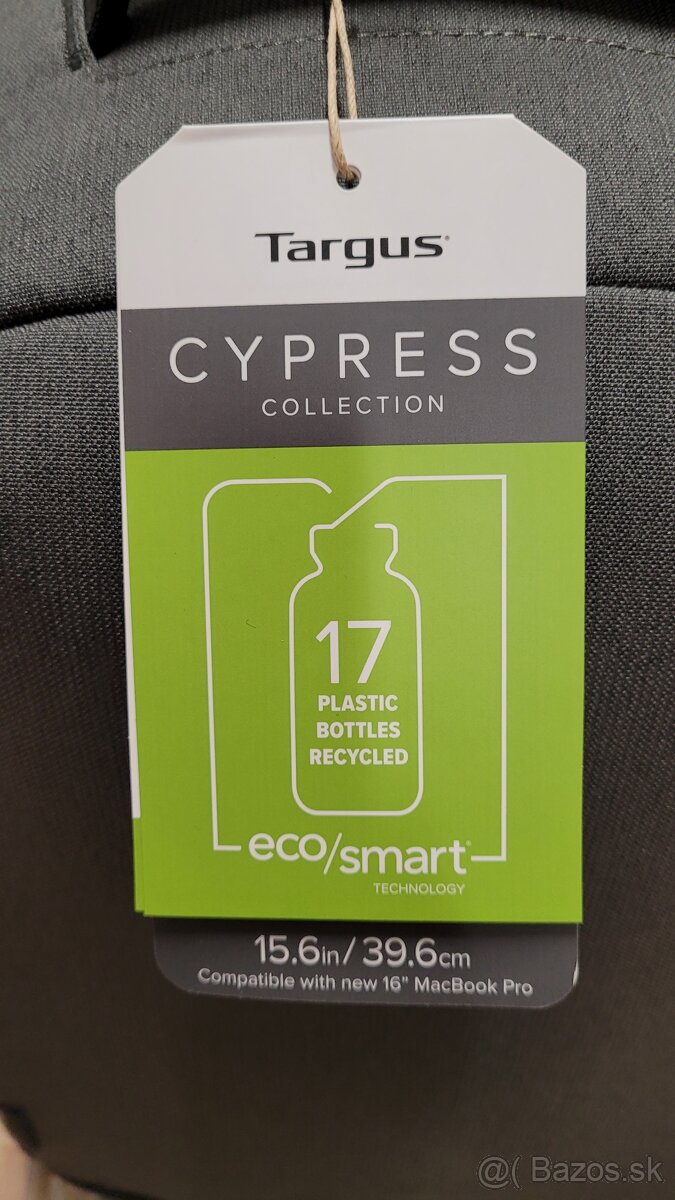 Targus
CYPRESS
COLLECTION
17
PLASTIC
BOTTLES
RECYCLED
eco/smart
TECHNOLOGY
15.6in/39.6cm
Compatible with new 16" MacBook Pro
@( Bazos.sk